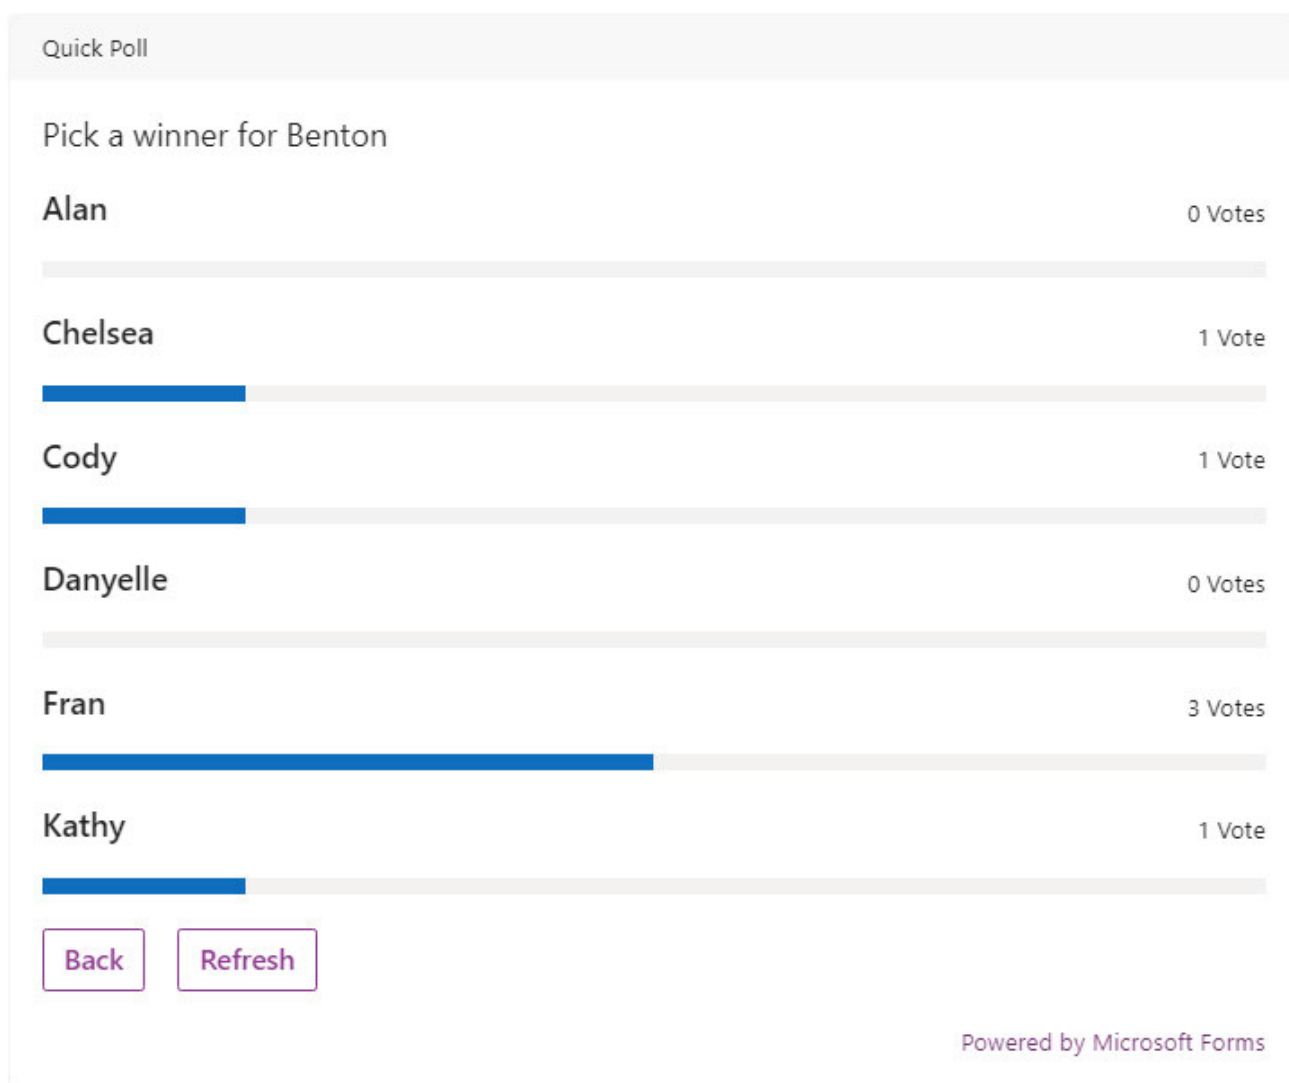 Quick Poll
Pick a winner for Benton
Alan
0 Votes
Chelsea
1 Vote
Cody
1 Vote
Danyelle
0 Votes
Fran
3 Votes
Kathy
1 Vote
Back
Refresh
Powered by Microsoft Forms